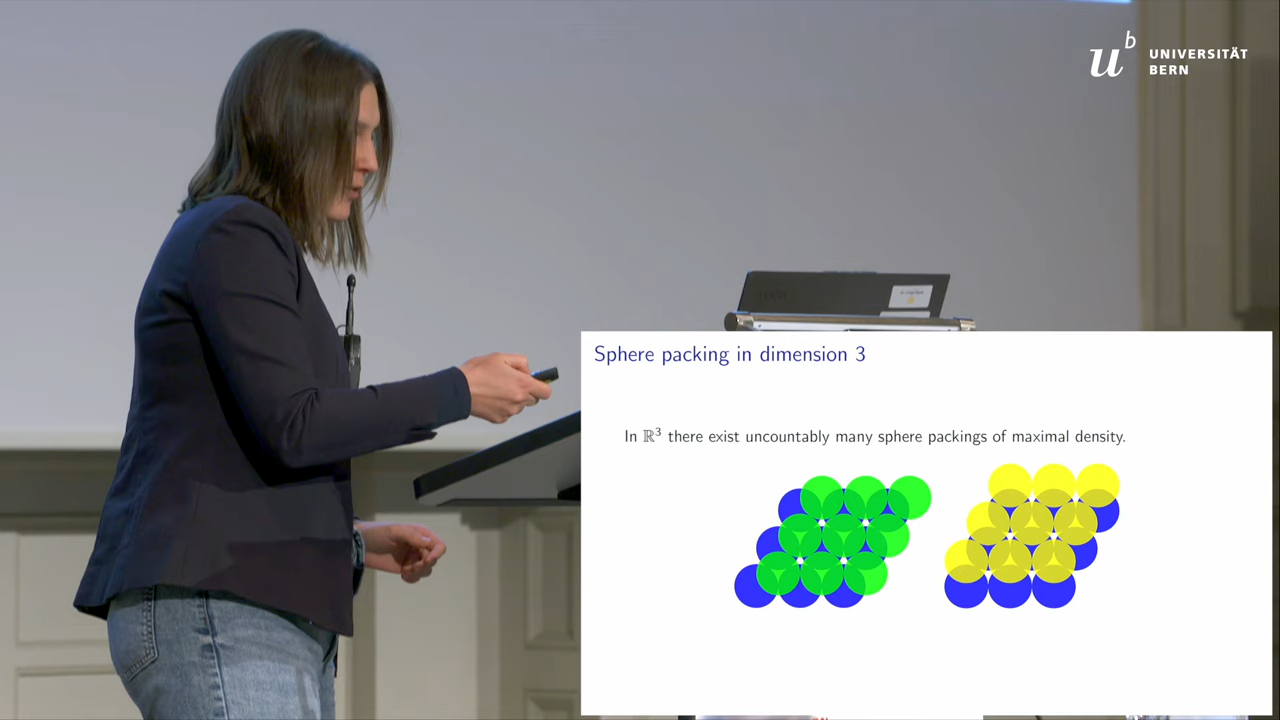 u b UNIVERSITÄT
BERN
Sphere packing in dimension 3
In ℝ³ there exist uncountably many sphere packings of maximal density.